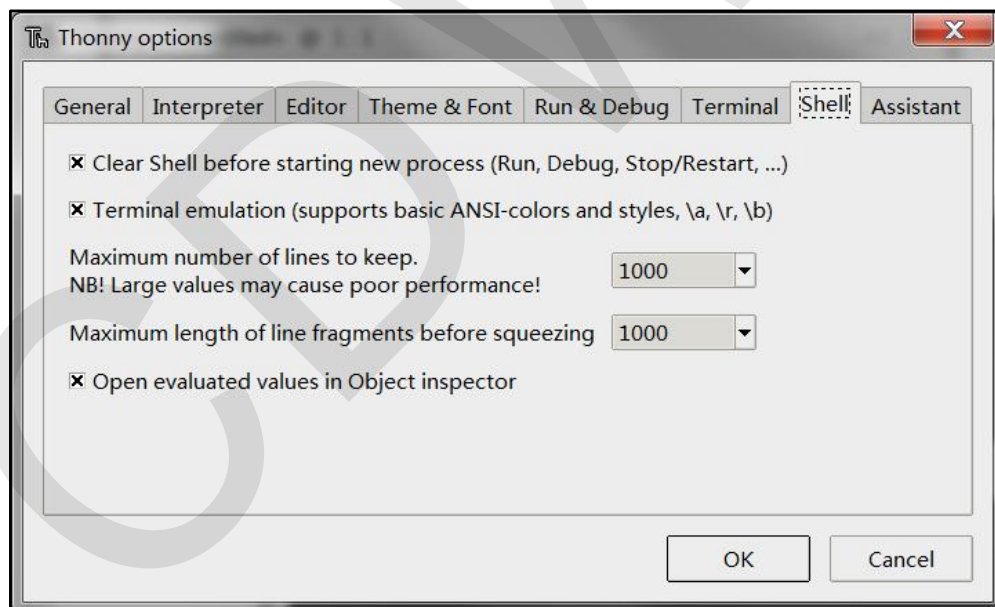 Thonny options
General Interpreter Editor Theme & Font Run & Debug Terminal Shell Assistant
Clear Shell before starting new process (Run, Debug, Stop/Restart, ...)
Terminal emulation (supports basic ANSI-colors and styles, \a, \r, \b)
Maximum number of lines to keep.
NB! Large values may cause poor performance!
1000
Maximum length of line fragments before squeezing 1000
Open evaluated values in Object inspector
OK Cancel